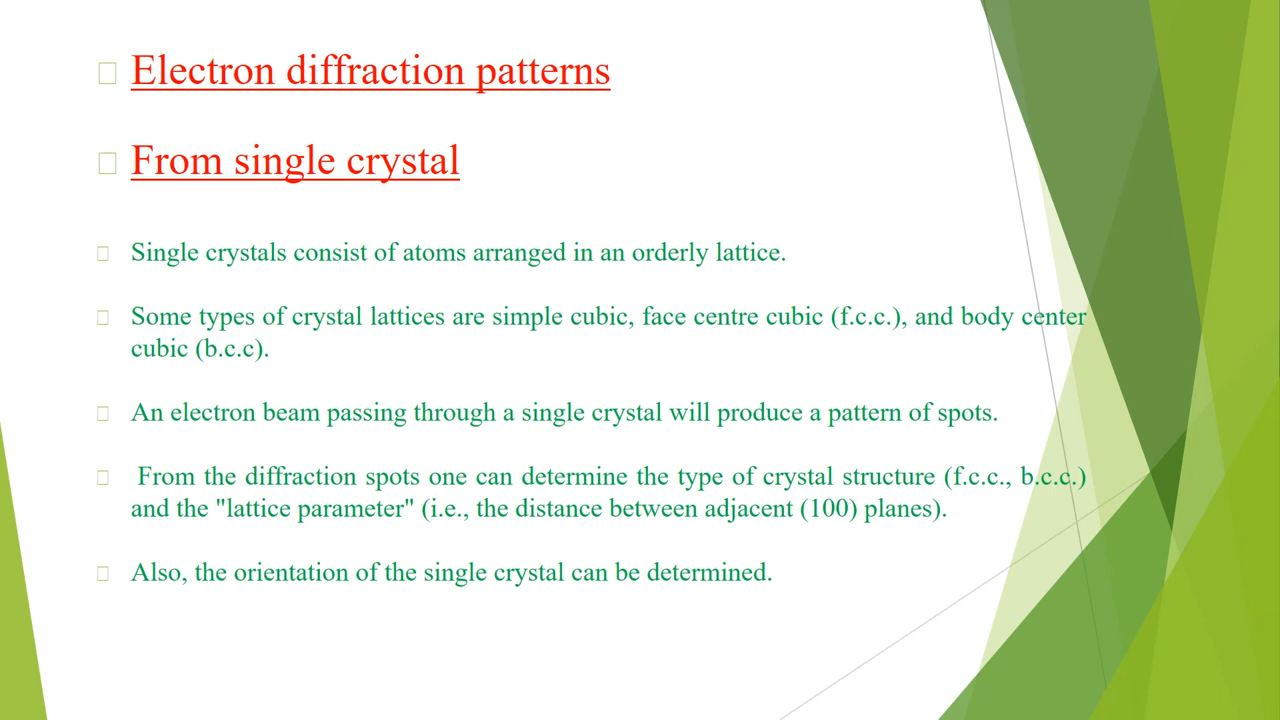 Electron diffraction patterns
From single crystal
Single crystals consist of atoms arranged in an orderly lattice.
Some types of crystal lattices are simple cubic, face centre cubic (f.c.c.), and body center
cubic (b.c.c).
An electron beam passing through a single crystal will produce a pattern of spots.
From the diffraction spots one can determine the type of crystal structure (f.c.c., b.c.c.)
and the "lattice parameter" (i.e., the distance between adjacent (100) planes).
Also, the orientation of the single crystal can be determined.